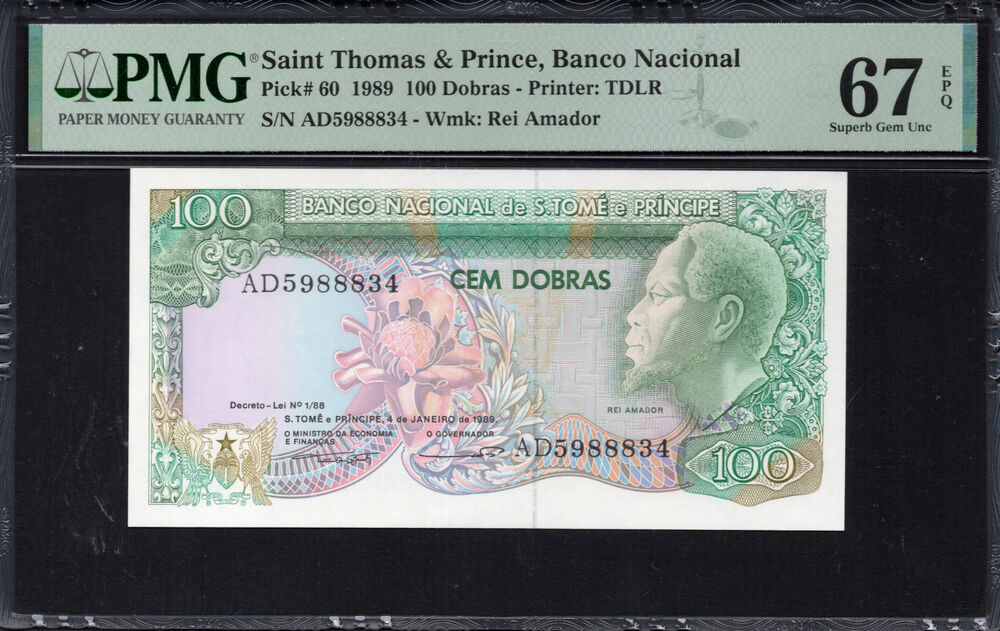 PMG®
PAPER MONEY GUARANTY
Saint Thomas & Prince, Banco Nacional
Pick# 60 1989 100 Dobras - Printer: TDLR
S/N AD5988834 - Wmk: Rei Amador
67 EPQ
Superb Gem Unc
100
BANCO NACIONAL de S.TOMÉ e PRÍNCIPE
AD5988834
CEM DOBRAS
REI AMADOR
Decreto-Lei Nº 1/88
S. TOMÉ e PRÍNCIPE, 4 de JANEIRO de 1989.
O MINISTRO DA ECONOMIA E FINANÇAS
O GOVERNADOR
AD5988834
100